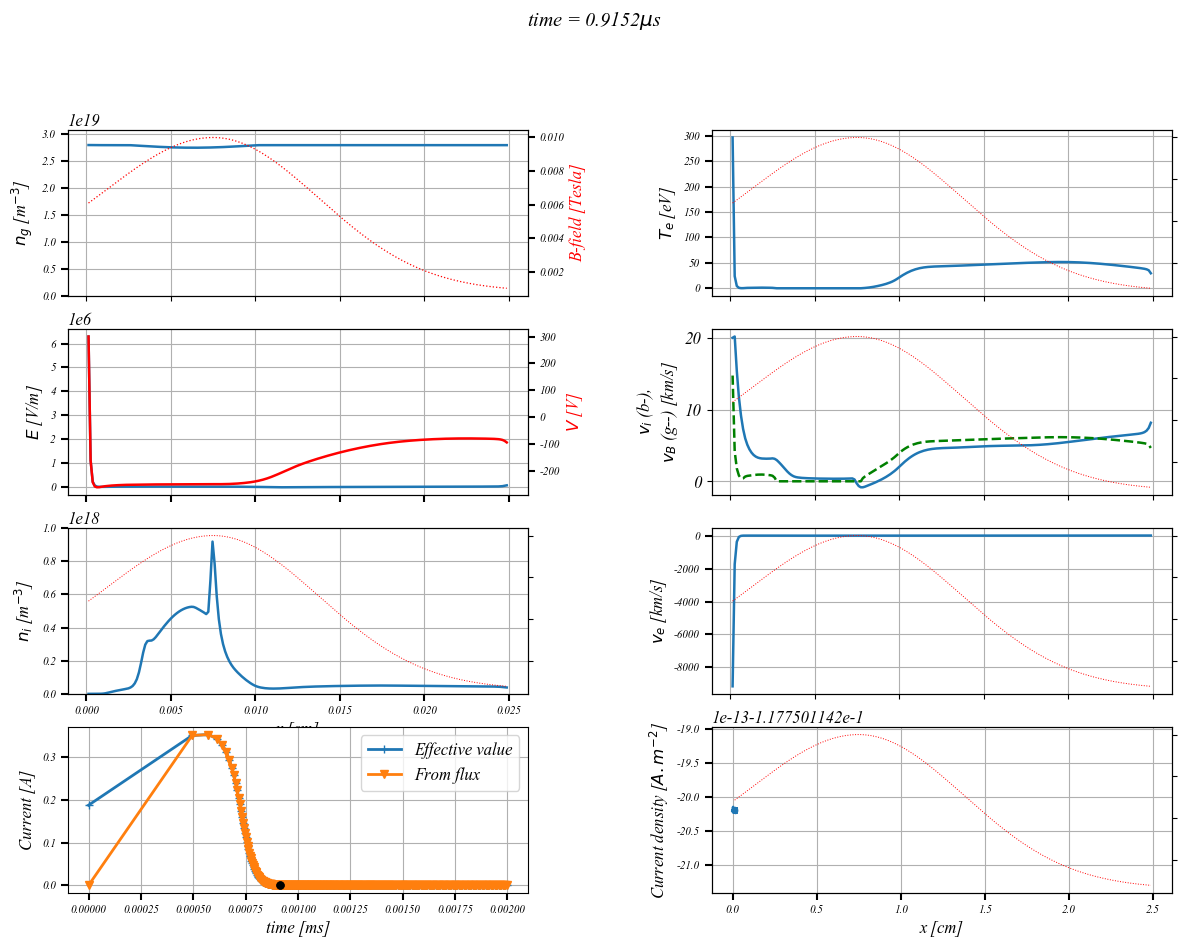 time = 0.9152μs
1e19
3.0
2.5
2.0
1.5
1.0
0.5
0.0
n_g [m^{-3}]
0.010
0.008
0.006
0.004
0.002
B-field [Tesla]
300
250
200
150
100
50
0
T_e [eV]
1e6
6
5
4
3
2
1
0
E [V/m]
300
200
100
0
-100
-200
V [V]
20
10
0
v_i (b-),
v_B (g--) [km/s]
1e18
1.0
0.8
0.6
0.4
0.2
0.0
n_i [m^{-3}]
0.000 0.005 0.010 0.015 0.020 0.025
0
-2000
-4000
-6000
-8000
v_e [km/s]
0.3
0.2
0.1
0.0
Current [A]
Effective value
From flux
0.00000 0.00025 0.00050 0.00075 0.00100 0.00125 0.00150 0.00175 0.00200
time [ms]
1e-13-1.177501142e-1
-19.0
-19.5
-20.0
-20.5
-21.0
Current density [A.m^{-2}]
0.0 0.5 1.0 1.5 2.0 2.5
x [cm]